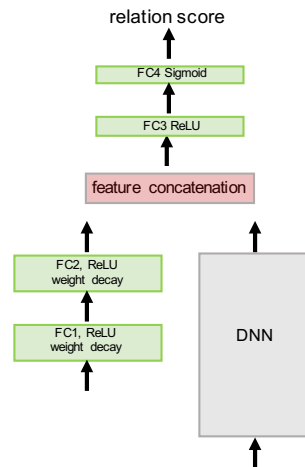 relation score
FC4 Sigmoid
FC3 ReLU
feature concatenation
FC2, ReLU
weight decay
FC1, ReLU
weight decay
DNN